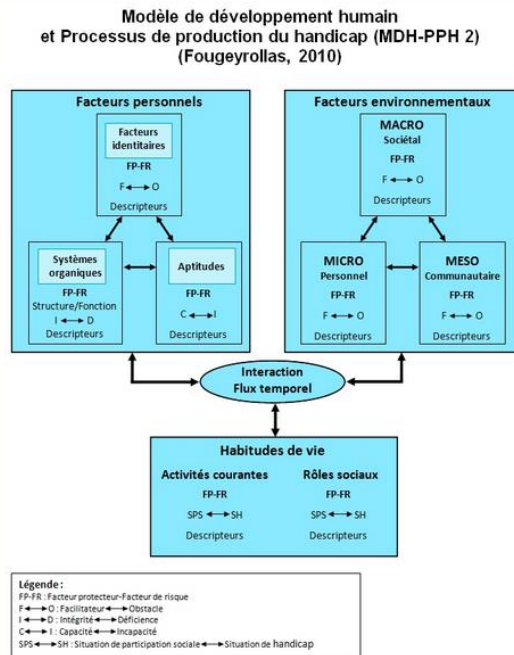 Modèle de développement humain
et Processus de production du handicap (MDH-PPH 2)
(Fougeyrollas, 2010)
Facteurs personnels
Facteurs
identitaires
FP-FR
F ⟷ O
Descripteurs
Systèmes
organiques
FP-FR
Structure/Fonction
I ⟷ D
Descripteurs
Aptitudes
FP-FR
C ⟷ I
Descripteurs
Facteurs environnementaux
MACRO
Sociétal
FP-FR
F ⟷ O
Descripteurs
MICRO
Personnel
FP-FR
F ⟷ O
Descripteurs
MESO
Communautaire
FP-FR
F ⟷ O
Descripteurs
Interaction
Flux temporel
Habitudes de vie
Activités courantes
FP-FR
SPS ⟷ SH
Descripteurs
Rôles sociaux
FP-FR
SPS ⟷ SH
Descripteurs
Légende :
FP-FR : Facteur protecteur-Facteur de risque
F ⟷ O : Facilitateur ⟷ Obstacle
I ⟷ D : Intégrité ⟷ Déficience
C ⟷ I : Capacité ⟷ Incapacité
SPS ⟷ SH : Situation de participation sociale ⟷ Situation de handicap